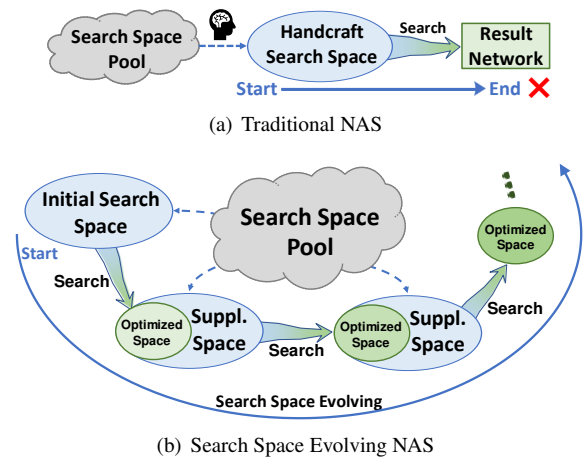 Search Space
Pool
Handcraft
Search Space
Search
Result
Network
Start
End
(a) Traditional NAS
Initial Search
Space
Search Space
Pool
Start
Search
Optimized
Space
Suppl.
Space
Search
Optimized
Space
Suppl.
Space
Search
Optimized
Space
Search Space Evolving
(b) Search Space Evolving NAS